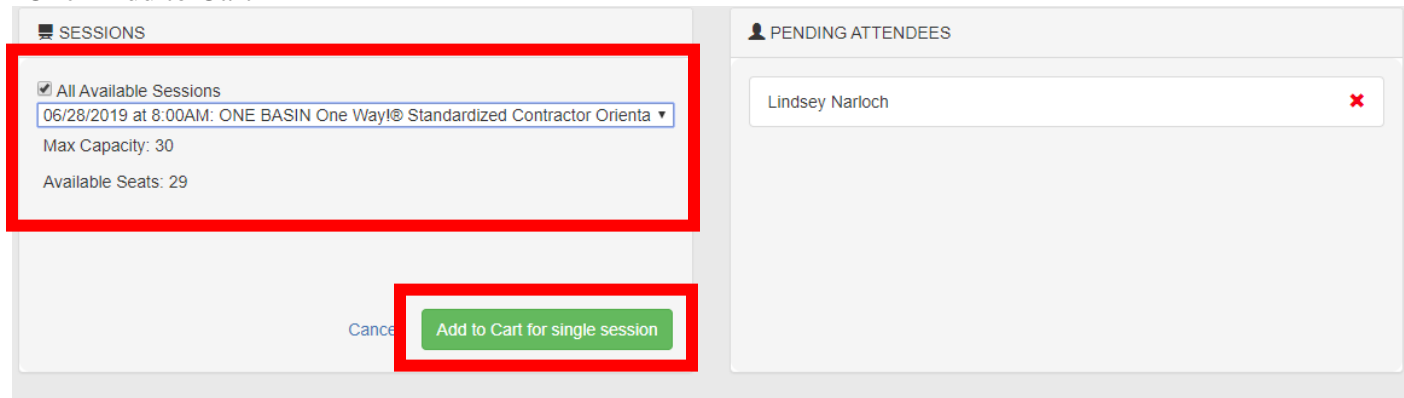 SESSIONS
All Available Sessions
06/28/2019 at 8:00AM: ONE BASIN One Way!® Standardized Contractor Orienta
Max Capacity: 30
Available Seats: 29
Cance
Add to Cart for single session
PENDING ATTENDEES
Lindsey Narloch